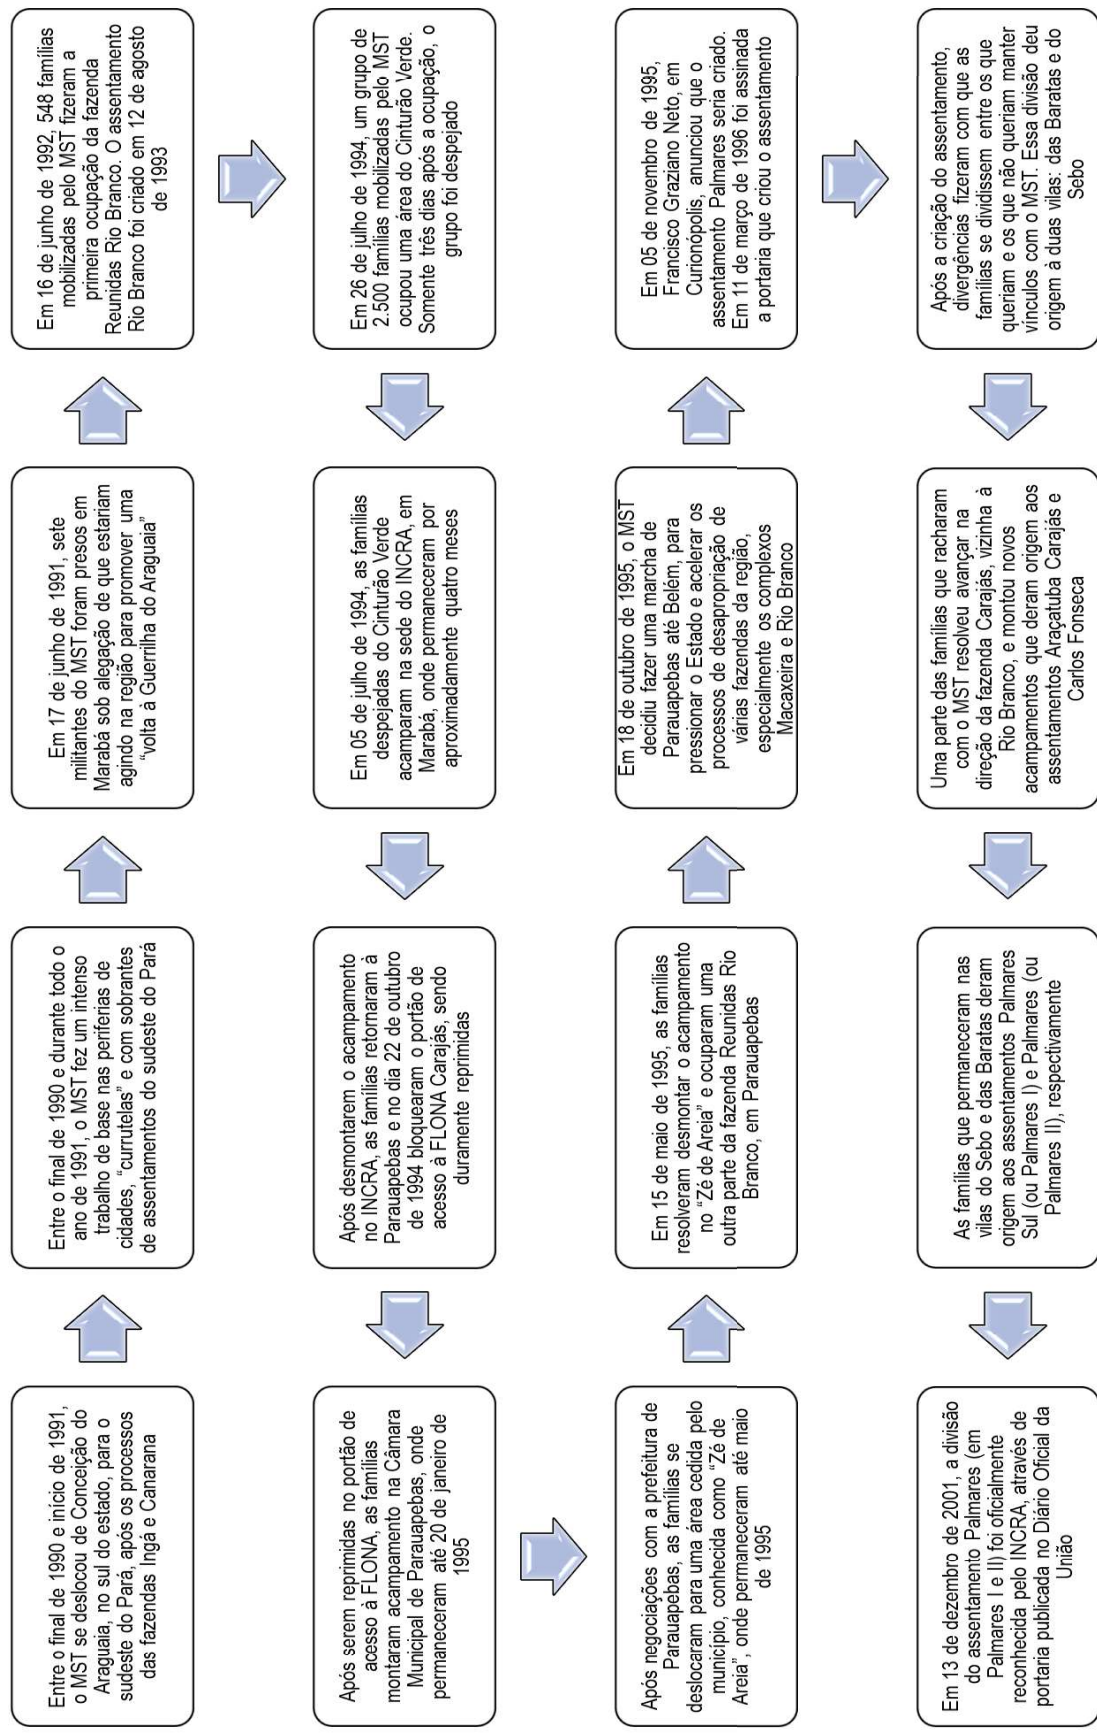 Entre o final de 1990 e início de 1991,
o MST se deslocou de Conceição do
Araguaia, no sul do estado, para o
sudeste do Pará, após os processos
das fazendas Ingá e Canarana
Entre o final de 1990 e durante todo o
ano de 1991, o MST fez um intenso
trabalho de base nas periferias de
cidades, “currutelas” e com sobrantes
de assentamentos do sudeste do Pará
Em 17 de junho de 1991, sete
militantes do MST foram presos em
Marabá sob alegação de que estariam
agindo na região para promover uma
“volta à Guerrilha do Araguaia”
Em 16 de junho de 1992, 548 famílias
mobilizadas pelo MST fizeram a
primeira ocupação da fazenda
Reunidas Rio Branco. O assentamento
Rio Branco foi criado em 12 de agosto
de 1993
Em 26 de julho de 1994, um grupo de
2.500 famílias mobilizadas pelo MST
ocupou uma área do Cinturão Verde.
Somente três dias após a ocupação, o
grupo foi despejado
Em 05 de julho de 1994, as famílias
despejadas do Cinturão Verde
acamparam na sede do INCRA, em
Marabá, onde permaneceram por
aproximadamente quatro meses
Após desmontarem o acampamento
no INCRA, as famílias retornaram à
Parauapebas e no dia 22 de outubro
de 1994 bloquearam o portão de
acesso à FLONA Carajás, sendo
duramente reprimidas
Após serem reprimidas no portão de
acesso à FLONA, as famílias
montaram acampamento na Câmara
Municipal de Parauapebas, onde
permaneceram até 20 de janeiro de
1995
Após negociações com a prefeitura de
Parauapebas, as famílias se
deslocaram para uma área cedida pelo
município, conhecida como “Zé de
Areia”, onde permaneceram até maio
de 1995
Em 15 de maio de 1995, as famílias
resolveram desmontar o acampamento
no “Zé de Areia” e ocuparam uma
outra parte da fazenda Reunidas Rio
Branco, em Parauapebas
Em 18 de outubro de 1995, o MST
decidiu fazer uma marcha de
Parauapebas até Belém, para
pressionar o Estado e acelerar os
processos de desapropriação de
várias fazendas da região,
especialmente os complexos
Macaxeira e Rio Branco
Em 05 de novembro de 1995,
Francisco Graziano Neto, em
Curionópolis, anunciou que o
assentamento Palmares seria criado.
Em 11 de março de 1996 foi assinada
a portaria que criou o assentamento
Após a criação do assentamento,
divergências fizeram com que as
famílias se dividissem entre os que
queriam e os que não queriam manter
vínculos com o MST. Essa divisão deu
origem à duas vilas: das Baratas e do
Sebo
Uma parte das famílias que racharam
com o MST resolveu avançar na
direção da fazenda Carajás, vizinha à
Rio Branco, e montou novos
acampamentos que deram origem aos
assentamentos Araçatuba Carajás e
Carlos Fonseca
As famílias que permaneceram nas
vilas do Sebo e das Baratas deram
origem aos assentamentos Palmares
Sul (ou Palmares I) e Palmares (ou
Palmares II), respectivamente
Em 13 de dezembro de 2001, a divisão
do assentamento Palmares (em
Palmares I e II) foi oficialmente
reconhecida pelo INCRA, através de
portaria publicada no Diário Oficial da
União